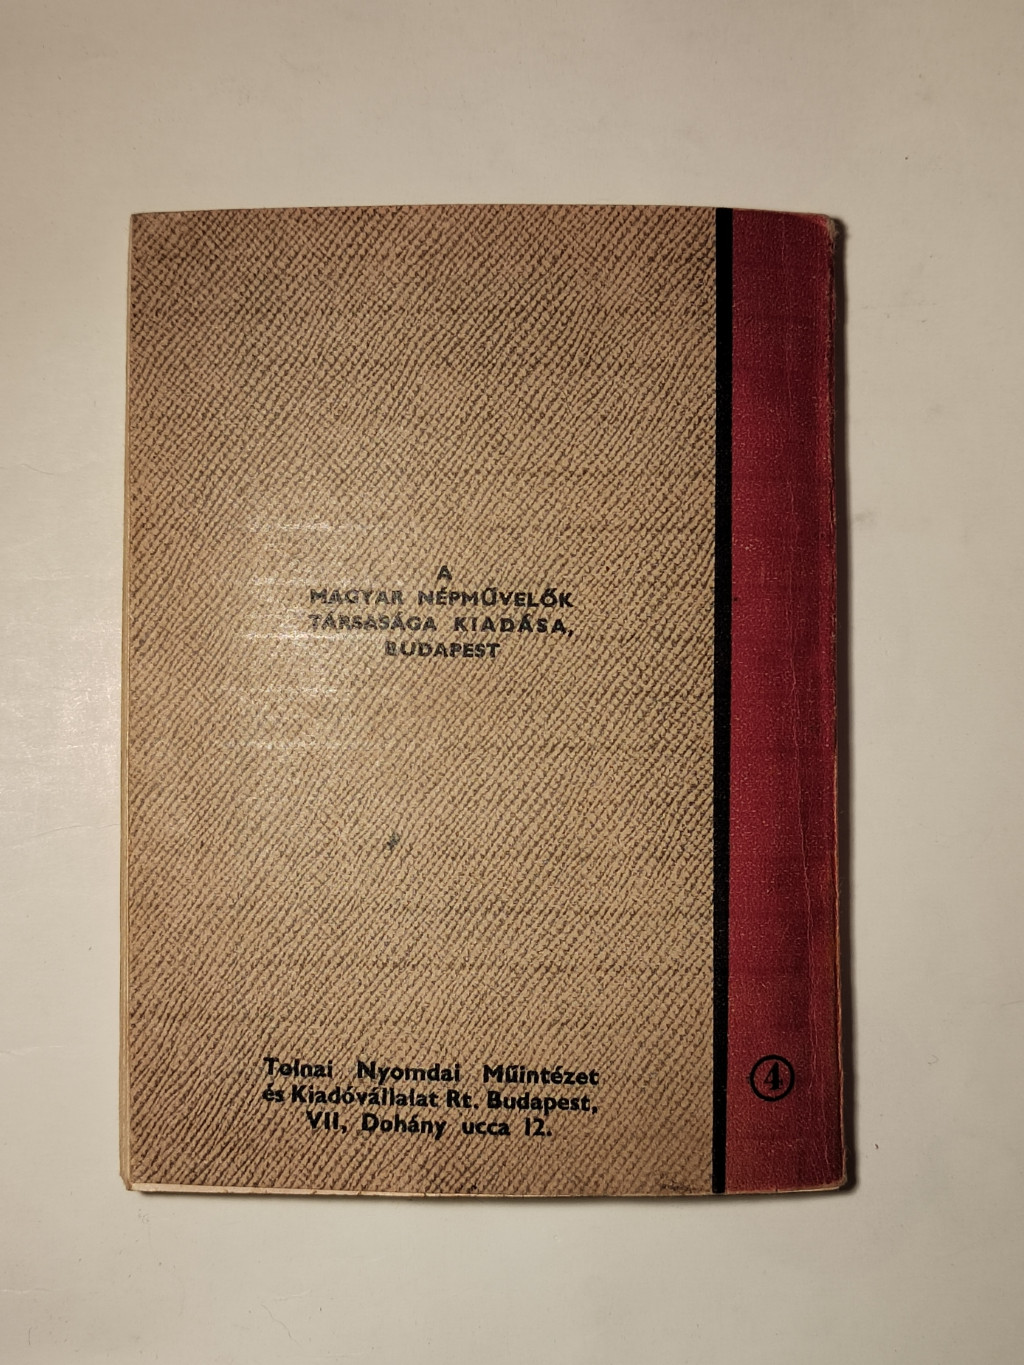 A
MAGYAR NÉPMŰVELŐK
TÁRSASÁGA KIADÁSA,
BUDAPEST
Tolnai Nyomdai Műintézet
és Kiadóvállalat Rt. Budapest,
VII, Dohány ucca 12.
4